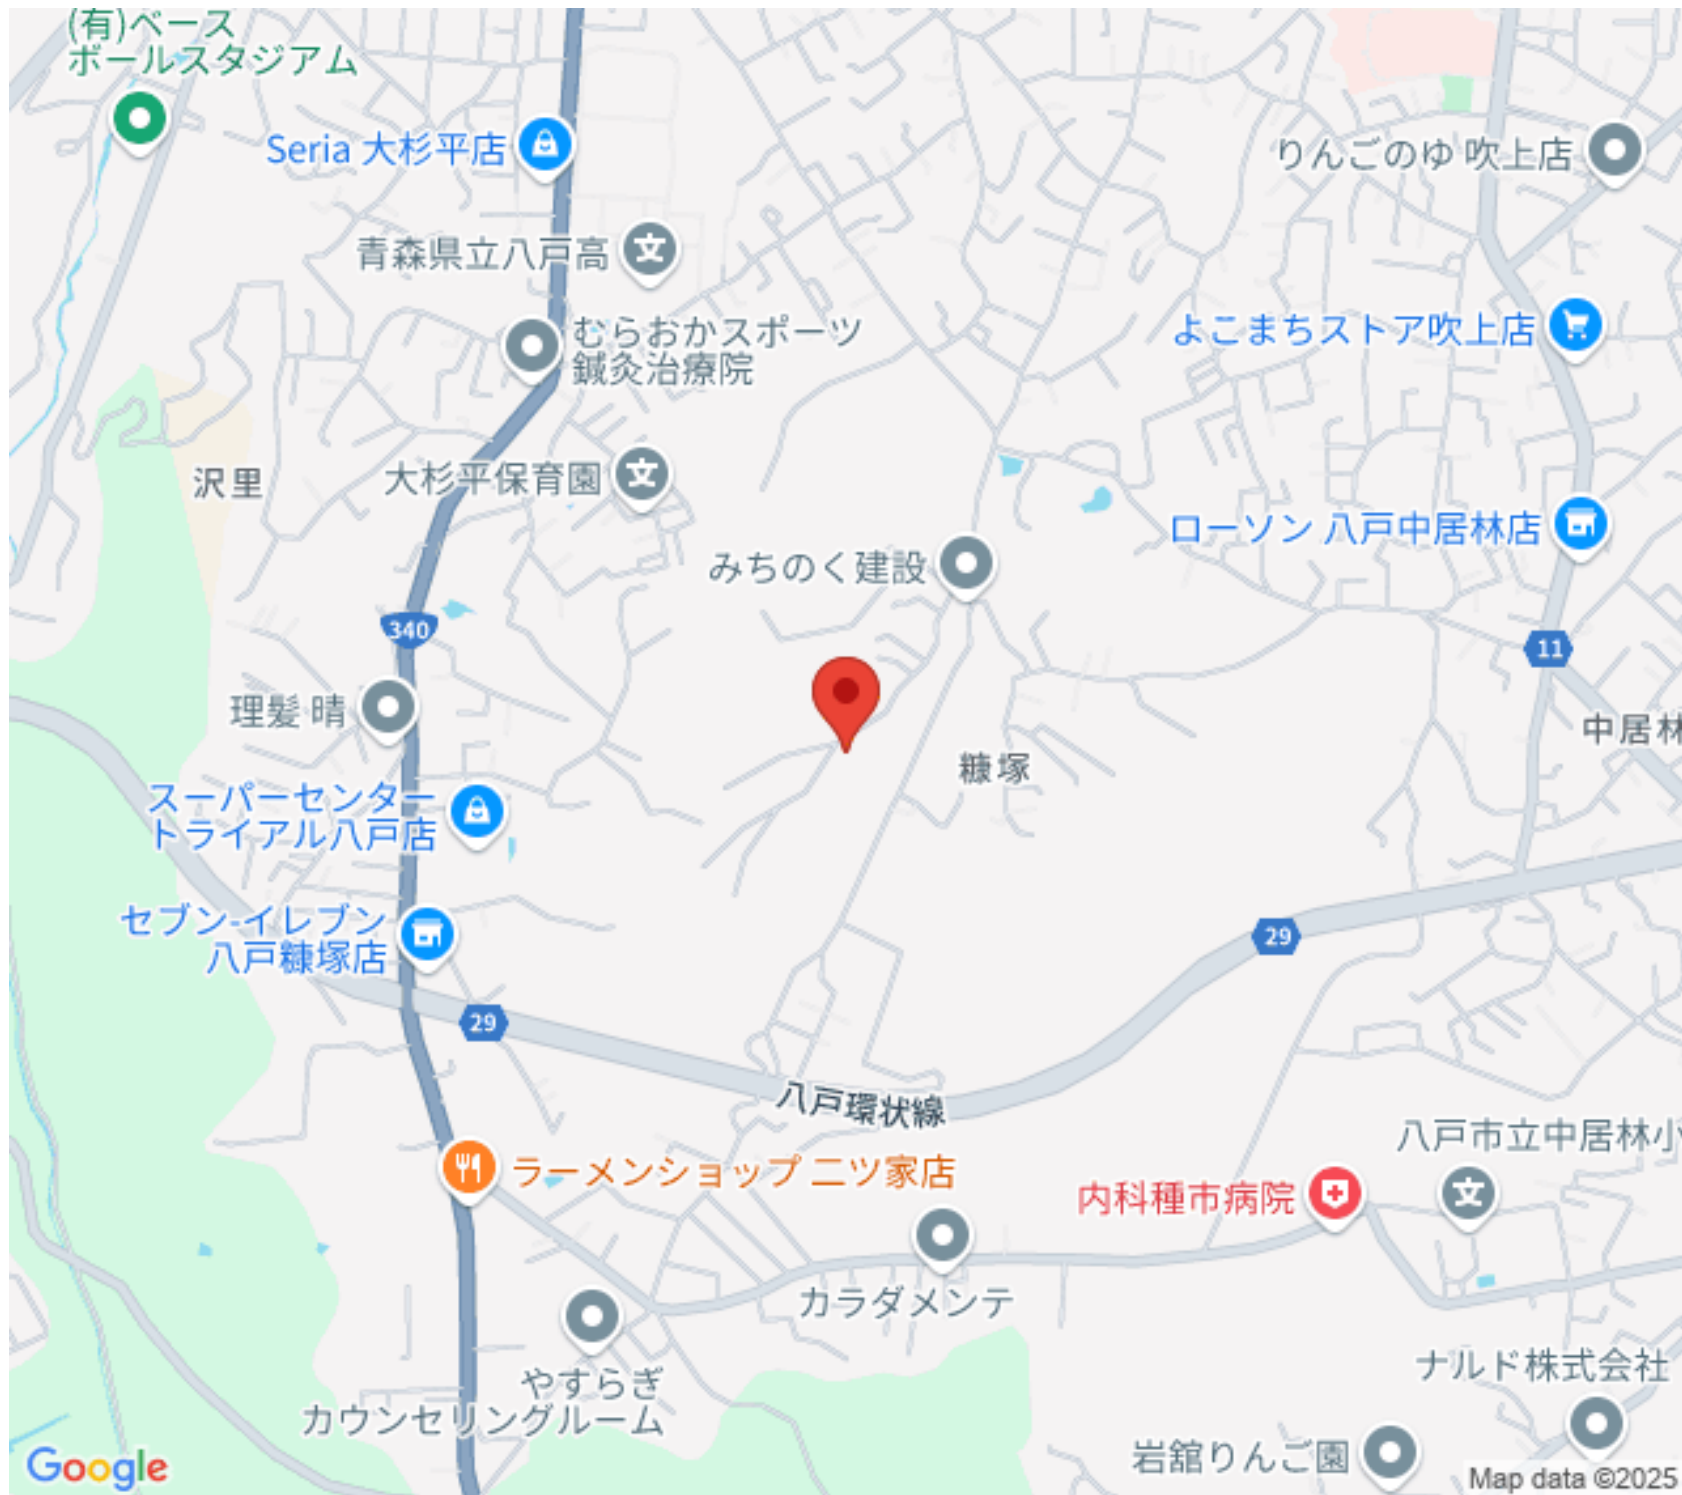 (有)ベース
ボールスタジアム
Seria 大杉平店
りんごのゆ 吹上店
青森県立八戸高
むらおかスポーツ
鍼灸治療院
よこまちストア吹上店
大杉平保育園
沢里
ローソン 八戸中居林店
みちのく建設
340
11
理髪 晴
中居林
糠塚
スーパーセンター
トライアル八戸店
セブン-イレブン
八戸糠塚店
29
29
八戸環状線
八戸市立中居林小
ラーメンショップ 二ツ家店
内科種市病院
カラダメンテ
ナルド株式会社
やすらぎ
カウンセリングルーム
岩舘りんご園
Google
Map data ©2025